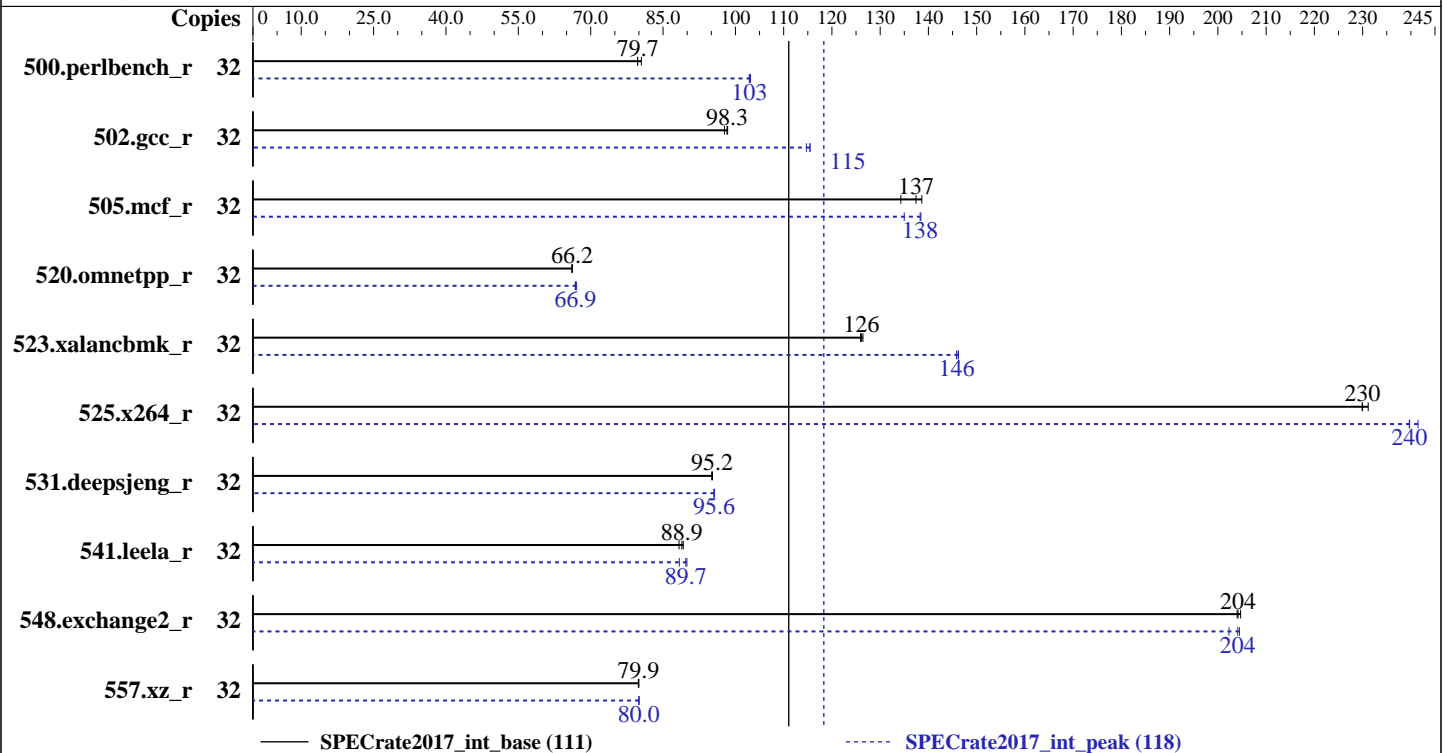 Copies 0 10.0 25.0 40.0 55.0 70.0 85.0 100 110 120 130 140 150 160 170 180 190 200 210 220 230 245
79.7
500.perlbench_r 32
103
98.3
502.gcc_r 32
115
137
505.mcf_r 32
138
66.2
520.omnetpp_r 32
66.9
126
523.xalancbmk_r 32
146
230
525.x264_r 32
240
95.2
531.deepsjeng_r 32
95.6
88.9
541.leela_r 32
89.7
204
548.exchange2_r 32
204
79.9
557.xz_r 32
80.0
SPECrate2017_int_base (111) SPECrate2017_int_peak (118)